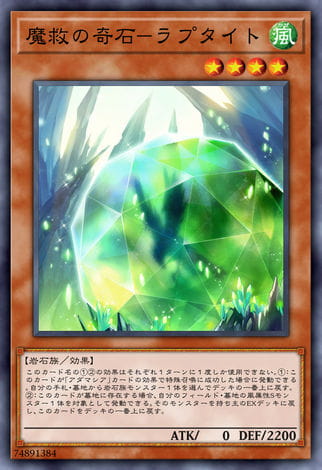 魔救の奇石－ラプタイト
風
【岩石族／効果】
このカード名の①②の効果はそれぞれ１ターンに１度しか使用できない。①：こ
のカードが「アダマシア」カードの効果で特殊召喚に成功した場合に発動できる
。自分の手札・墓地から岩石族モンスター１体を選んでデッキの一番上に戻す。
②：このカードが墓地に存在する場合、自分のフィールド・墓地の風属性Ｓモン
スター１体を対象として発動できる。そのモンスターを持ち主のEXデッキに戻
し、このカードをデッキの一番上に戻す。
ATK/ 0 DEF/2200
74891384